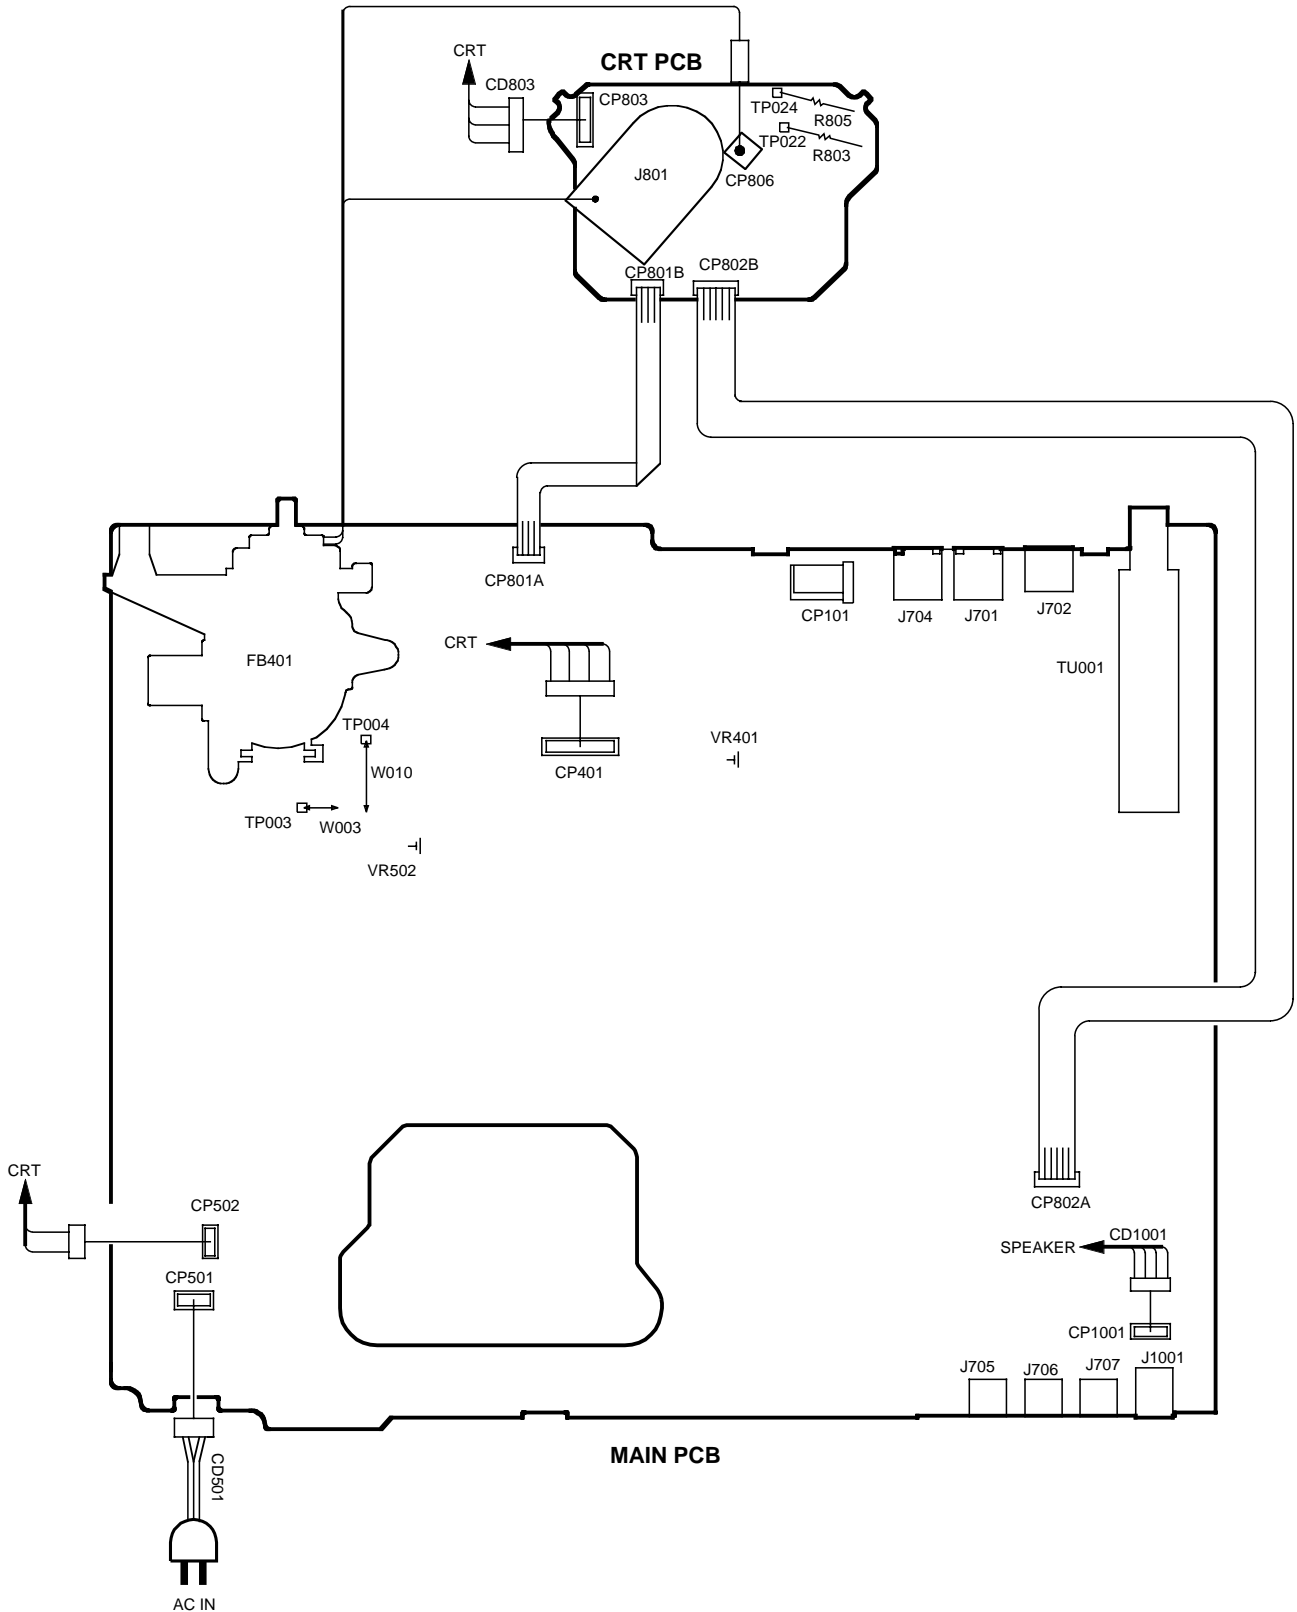 CRT
CRT PCB
CD803
CP803
TP024
R805
TP022
R803
J801
CP806
CP801B
CP802B
CP801A
CP101
J704
J701
J702
CRT
FB401
TU001
TP004
VR401
W010
CP401
TP003
W003
VR502
CRT
CP502
CP802A
CD1001
SPEAKER
CP501
CP1001
J705
J706
J707
J1001
MAIN PCB
CD501
AC IN